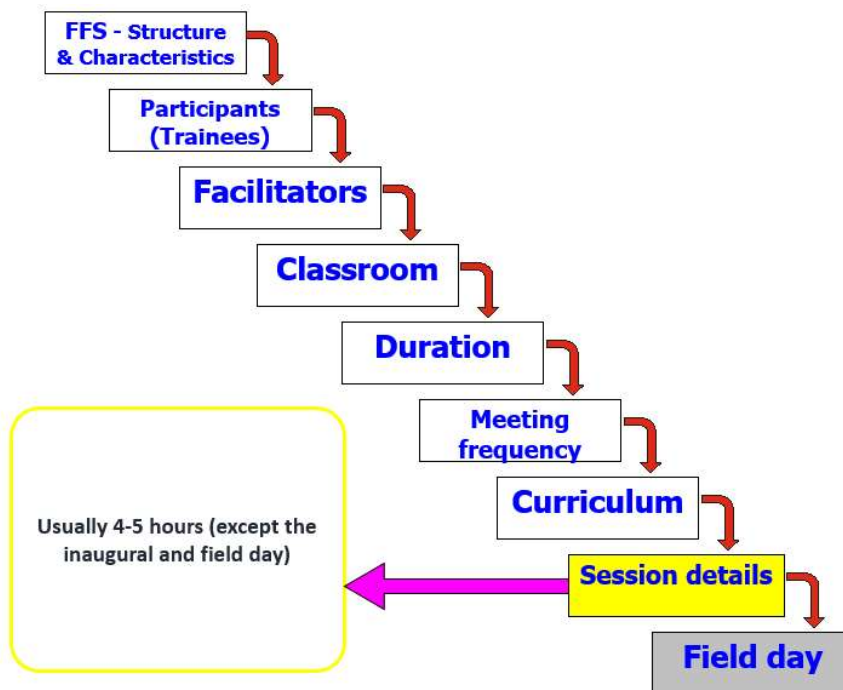 FFS - Structure
& Characteristics
Participants
(Trainees)
Facilitators
Classroom
Duration
Meeting
frequency
Curriculum
Usually 4-5 hours (except the
inaugural and field day)
Session details
Field day